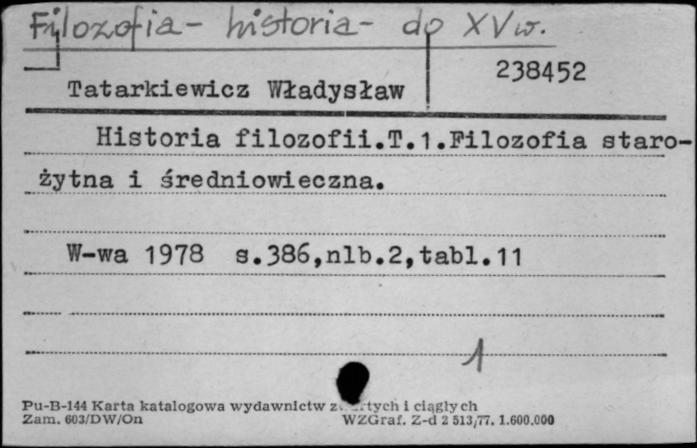 Filozofia - historia - do XV w.
238452
Tatarkiewicz Władysław
Historia filozofii.T.1.Filozofia staro-
żytna i średniowieczna.
W-wa 1978 s.386,nlb.2,tabl.11
1
Pu-B-144 Karta katalogowa wydawnictw i ciągłych
Zam. 603/DW/On WZGraf. Z-d 2 513/77. 1.600.000